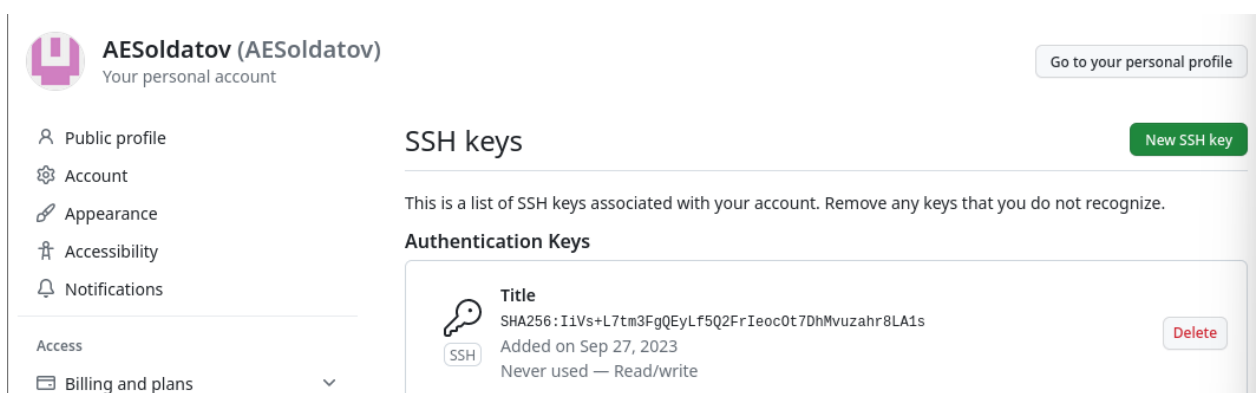 AESoldatov (AESoldatov)
Your personal account
Go to your personal profile
Public profile
Account
Appearance
Accessibility
Notifications
Access
Billing and plans
SSH keys
New SSH key
This is a list of SSH keys associated with your account. Remove any keys that you do not recognize.
Authentication Keys
Title
SHA256:IiVs+L7tm3FgQEyLf5Q2FrIeocOt7DhMvuzahr8LA1s
SSH
Added on Sep 27, 2023
Never used — Read/write
Delete